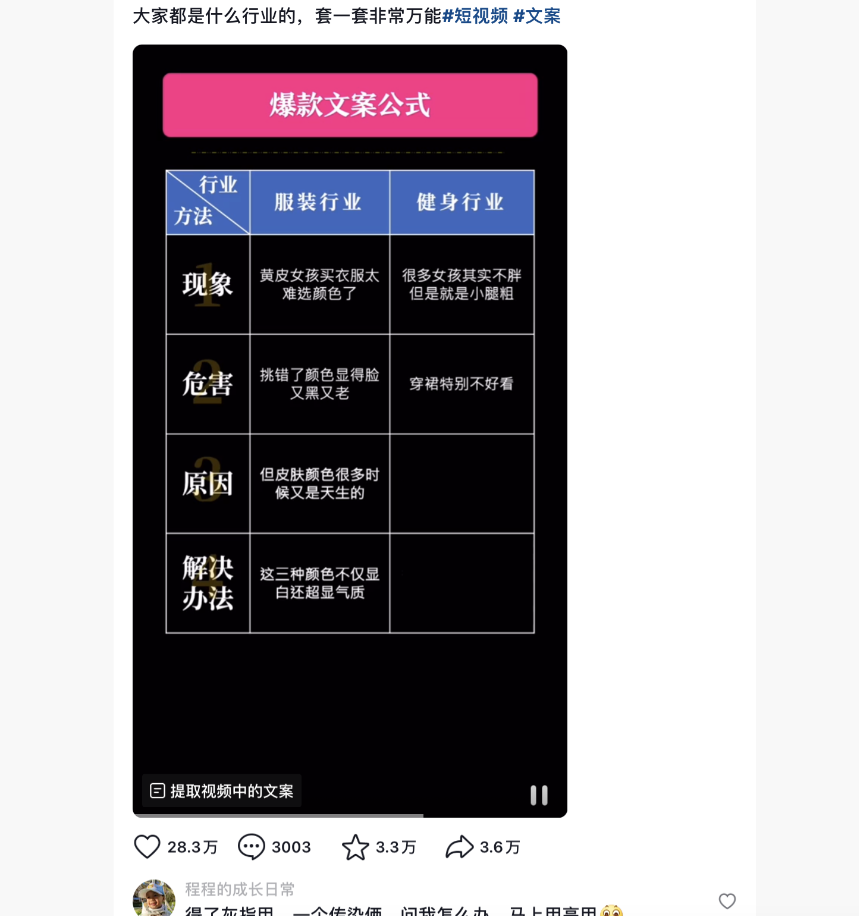 大家都是什么行业的，套一套非常万能#短视频 #文案
爆款文案公式
行业
方法
服装行业
健身行业
1
现象
黄皮女孩买衣服太
难选颜色了
很多女孩其实不胖
但是就是小腿粗
2
危害
挑错了颜色显得脸
又黑又老
穿裙特别不好看
3
原因
但皮肤颜色很多时
候又是天生的
4
解决
办法
这三种颜色不仅显
白还超显气质
提取视频中的文案
28.3万 3003 3.3万 3.6万
程程的成长日常
得了灰指甲，一个传染俩，问我怎么办，马上用亮甲